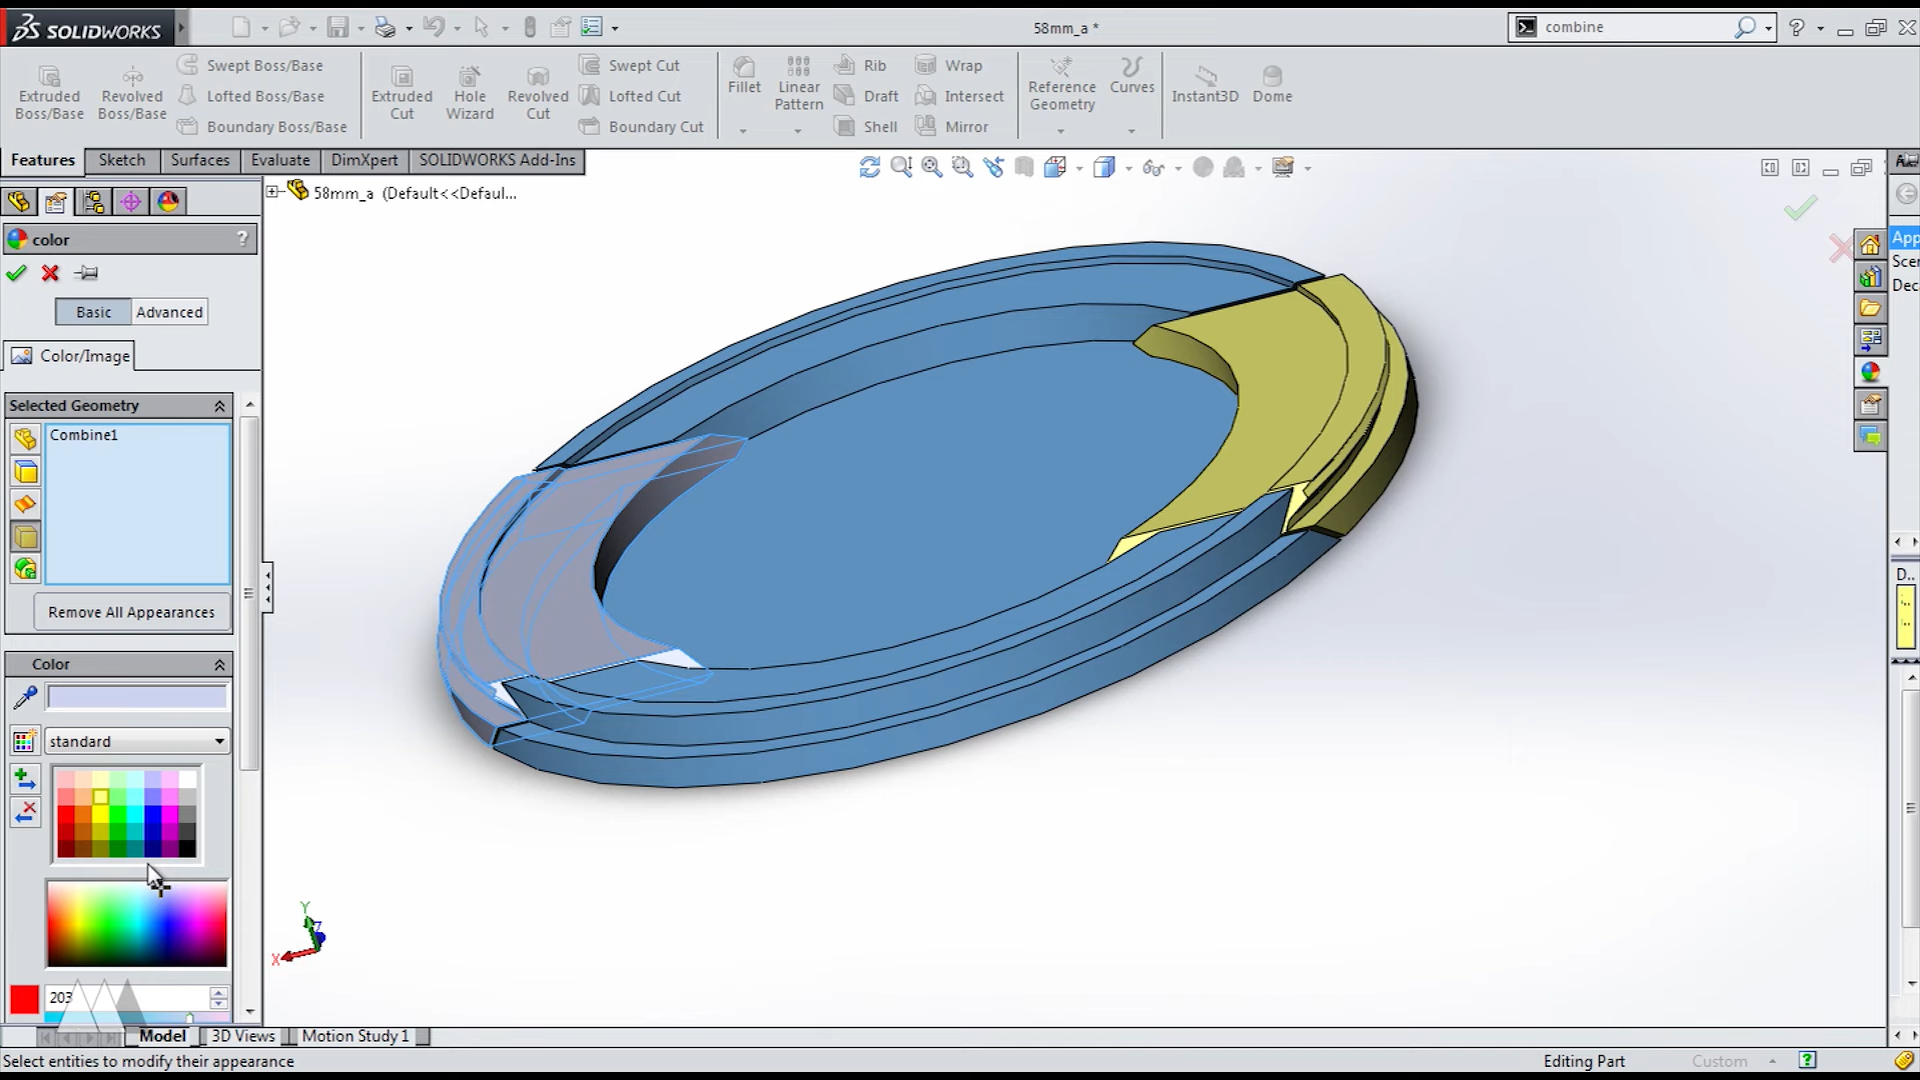 SOLIDWORKS
58mm_a *
combine
Extruded Boss/Base
Revolved Boss/Base
Swept Boss/Base
Lofted Boss/Base
Boundary Boss/Base
Extruded Cut
Hole Wizard
Revolved Cut
Swept Cut
Lofted Cut
Boundary Cut
Fillet
Linear Pattern
Rib
Draft
Shell
Wrap
Intersect
Mirror
Reference Geometry
Curves
Instant3D
Dome
Features
Sketch
Surfaces
Evaluate
DimXpert
SOLIDWORKS Add-Ins
58mm_a (Default<<Defaul...
color
?
Basic
Advanced
Color/Image
Selected Geometry
Combine1
Remove All Appearances
Color
standard
203
App
Scer
Deca
D..
Y
Z
X
Model
3D Views
Motion Study 1
Select entities to modify their appearance
Editing Part
Custom
?